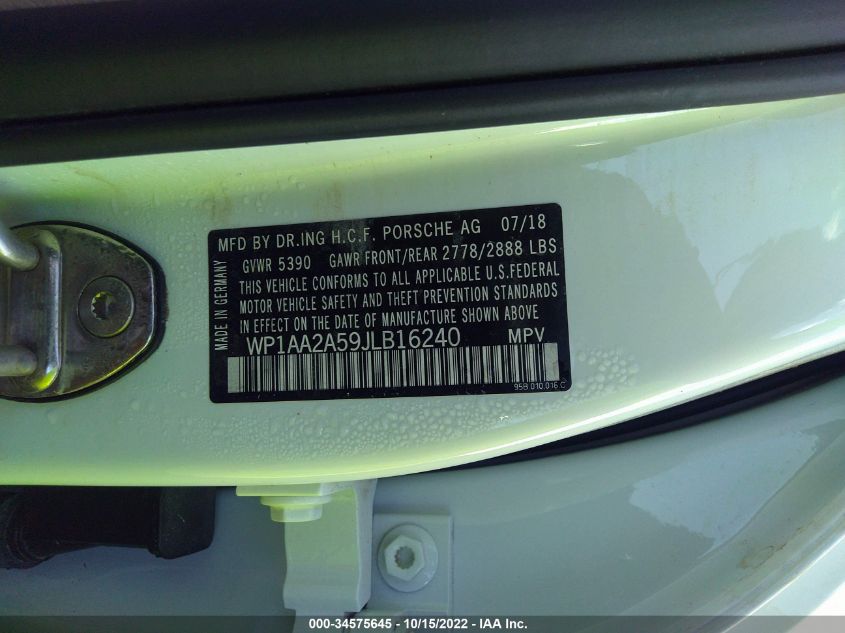 MFD BY DR.ING H.C.F. PORSCHE AG 07/18
GVWR 5390 GAWR FRONT/REAR 2778/2888 LBS
THIS VEHICLE CONFORMS TO ALL APPLICABLE U.S.FEDERAL
MOTOR VEHICLE SAFETY AND THEFT PREVENTION STANDARDS
IN EFFECT ON THE DATE OF MANUFACTURE SHOWN ABOVE
WP1AA2A59JLB16240 MPV
95B.010.016 C
MADE IN GERMANY
000-34575645 - 10/15/2022 - IAA Inc.